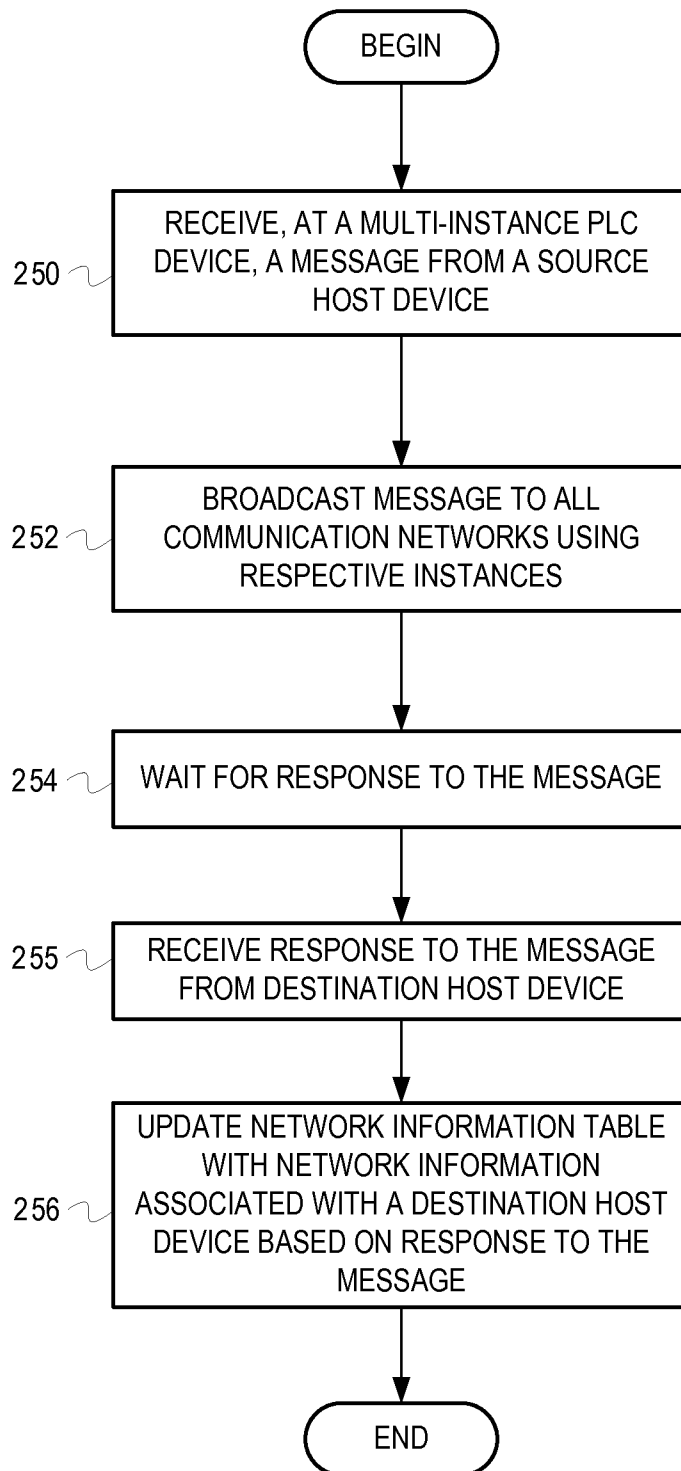 BEGIN
250
RECEIVE, AT A MULTI-INSTANCE PLC
DEVICE, A MESSAGE FROM A SOURCE
HOST DEVICE
252
BROADCAST MESSAGE TO ALL
COMMUNICATION NETWORKS USING
RESPECTIVE INSTANCES
254
WAIT FOR RESPONSE TO THE MESSAGE
255
RECEIVE RESPONSE TO THE MESSAGE
FROM DESTINATION HOST DEVICE
256
UPDATE NETWORK INFORMATION TABLE
WITH NETWORK INFORMATION
ASSOCIATED WITH A DESTINATION HOST
DEVICE BASED ON RESPONSE TO THE
MESSAGE
END